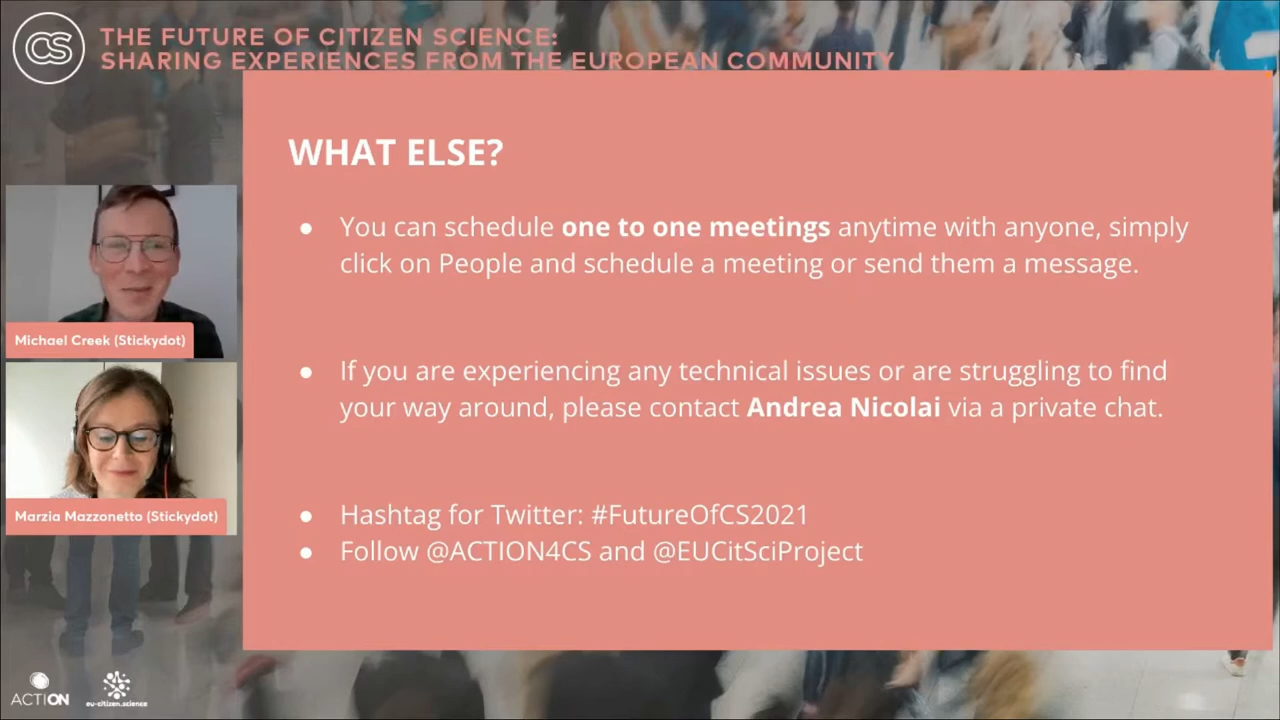 CS
THE FUTURE OF CITIZEN SCIENCE:
SHARING EXPERIENCES FROM THE EUROPEAN COMMUNITY
WHAT ELSE?
● You can schedule one to one meetings anytime with anyone, simply
click on People and schedule a meeting or send them a message.
Michael Creek (Stickydot)
● If you are experiencing any technical issues or are struggling to find
your way around, please contact Andrea Nicolai via a private chat.
Marzia Mazzonetto (Stickydot)
● Hashtag for Twitter: #FutureOfCS2021
● Follow @ACTION4CS and @EUCitSciProject
ACTION
eu-citizen.science